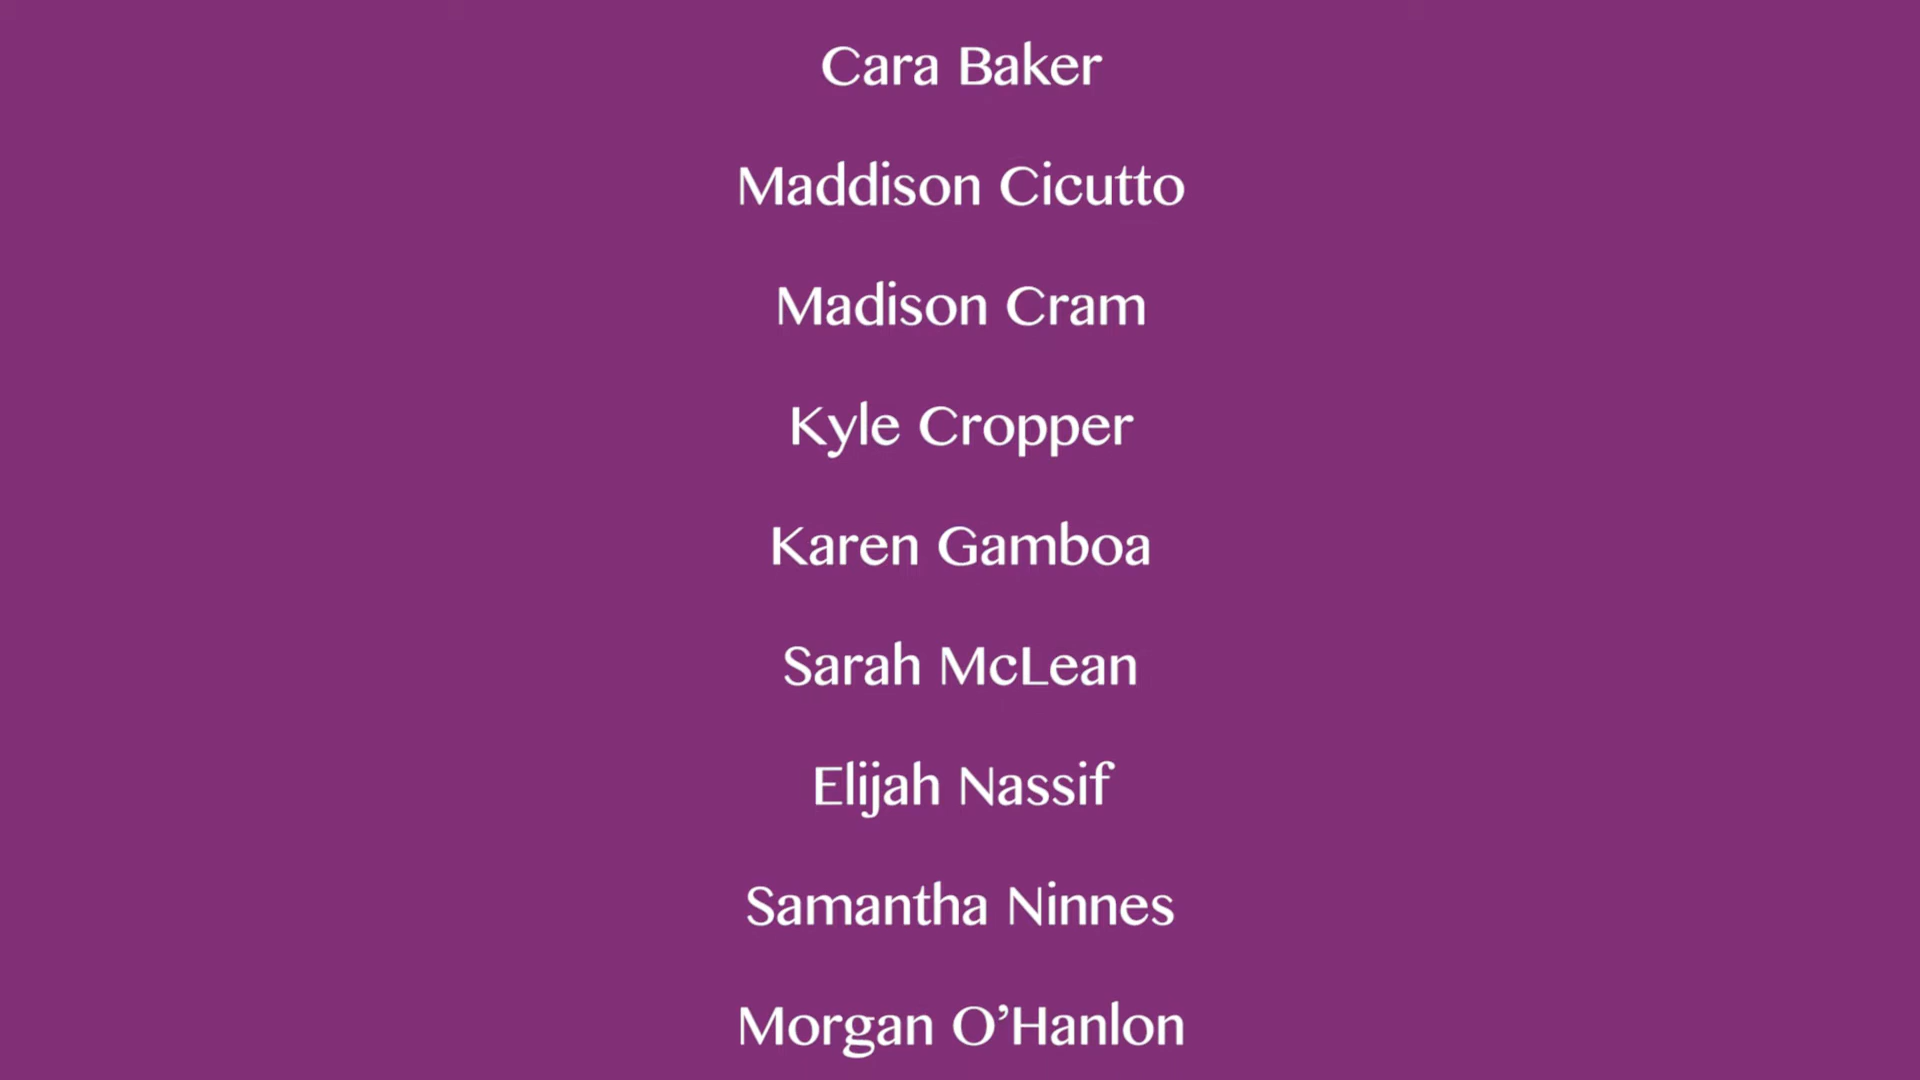 Cara Baker
Maddison Cicutto
Madison Cram
Kyle Cropper
Karen Gamboa
Sarah McLean
Elijah Nassif
Samantha Ninnes
Morgan O’Hanlon